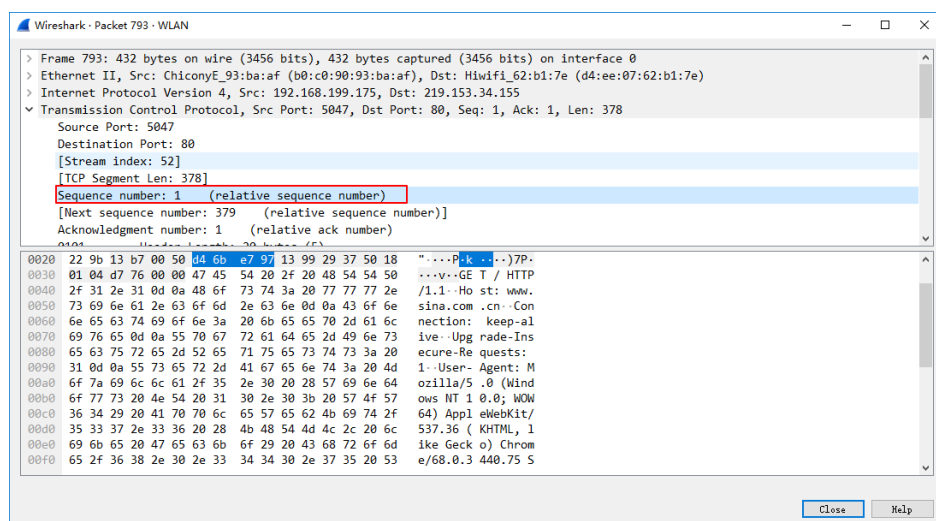 Wireshark · Packet 793 · WLAN
> Frame 793: 432 bytes on wire (3456 bits), 432 bytes captured (3456 bits) on interface 0
> Ethernet II, Src: ChiconyE_93:ba:af (b0:c0:90:93:ba:af), Dst: Hiwifi_62:b1:7e (d4:ee:07:62:b1:7e)
> Internet Protocol Version 4, Src: 192.168.199.175, Dst: 219.153.34.155
Transmission Control Protocol, Src Port: 5047, Dst Port: 80, Seq: 1, Ack: 1, Len: 378
Source Port: 5047
Destination Port: 80
[Stream index: 52]
[TCP Segment Len: 378]
Sequence number: 1 (relative sequence number)
[Next sequence number: 379 (relative sequence number)]
Acknowledgment number: 1 (relative ack number)
0101 .... = Header Length: 20 bytes (5)
0020 22 9b 13 b7 00 50 d4 6b e7 97 13 99 29 37 50 18 "····P·k ····)7P·
0030 01 04 d7 76 00 00 47 45 54 20 2f 20 48 54 54 50 ···v··GE T / HTTP
0040 2f 31 2e 31 0d 0a 48 6f 73 74 3a 20 77 77 77 2e /1.1··Ho st: www.
0050 73 69 6e 61 2e 63 6f 6d 2e 63 6e 0d 0a 43 6f 6e sina.com .cn··Con
0060 6e 65 63 74 69 6f 6e 3a 20 6b 65 65 70 2d 61 6c nection: keep-al
0070 69 76 65 0d 0a 55 70 67 72 61 64 65 2d 49 6e 73 ive··Upg rade-Ins
0080 65 63 75 72 65 2d 52 65 71 75 65 73 74 73 3a 20 ecure-Re quests:
0090 31 0d 0a 55 73 65 72 2d 41 67 65 6e 74 3a 20 4d 1··User- Agent: M
00a0 6f 7a 69 6c 6c 61 2f 35 2e 30 20 28 57 69 6e 64 ozilla/5 .0 (Wind
00b0 6f 77 73 20 4e 54 20 31 30 2e 30 3b 20 57 4f 57 ows NT 1 0.0; WOW
00c0 36 34 29 20 41 70 70 6c 65 57 65 62 4b 69 74 2f 64) Appl eWebKit/
00d0 35 33 37 2e 33 36 20 28 4b 48 54 4d 4c 2c 20 6c 537.36 ( KHTML, l
00e0 69 6b 65 20 47 65 63 6b 6f 29 20 43 68 72 6f 6d ike Geck o) Chrom
00f0 65 2f 36 38 2e 30 2e 33 34 34 30 2e 37 35 20 53 e/68.0.3 440.75 S
Close Help